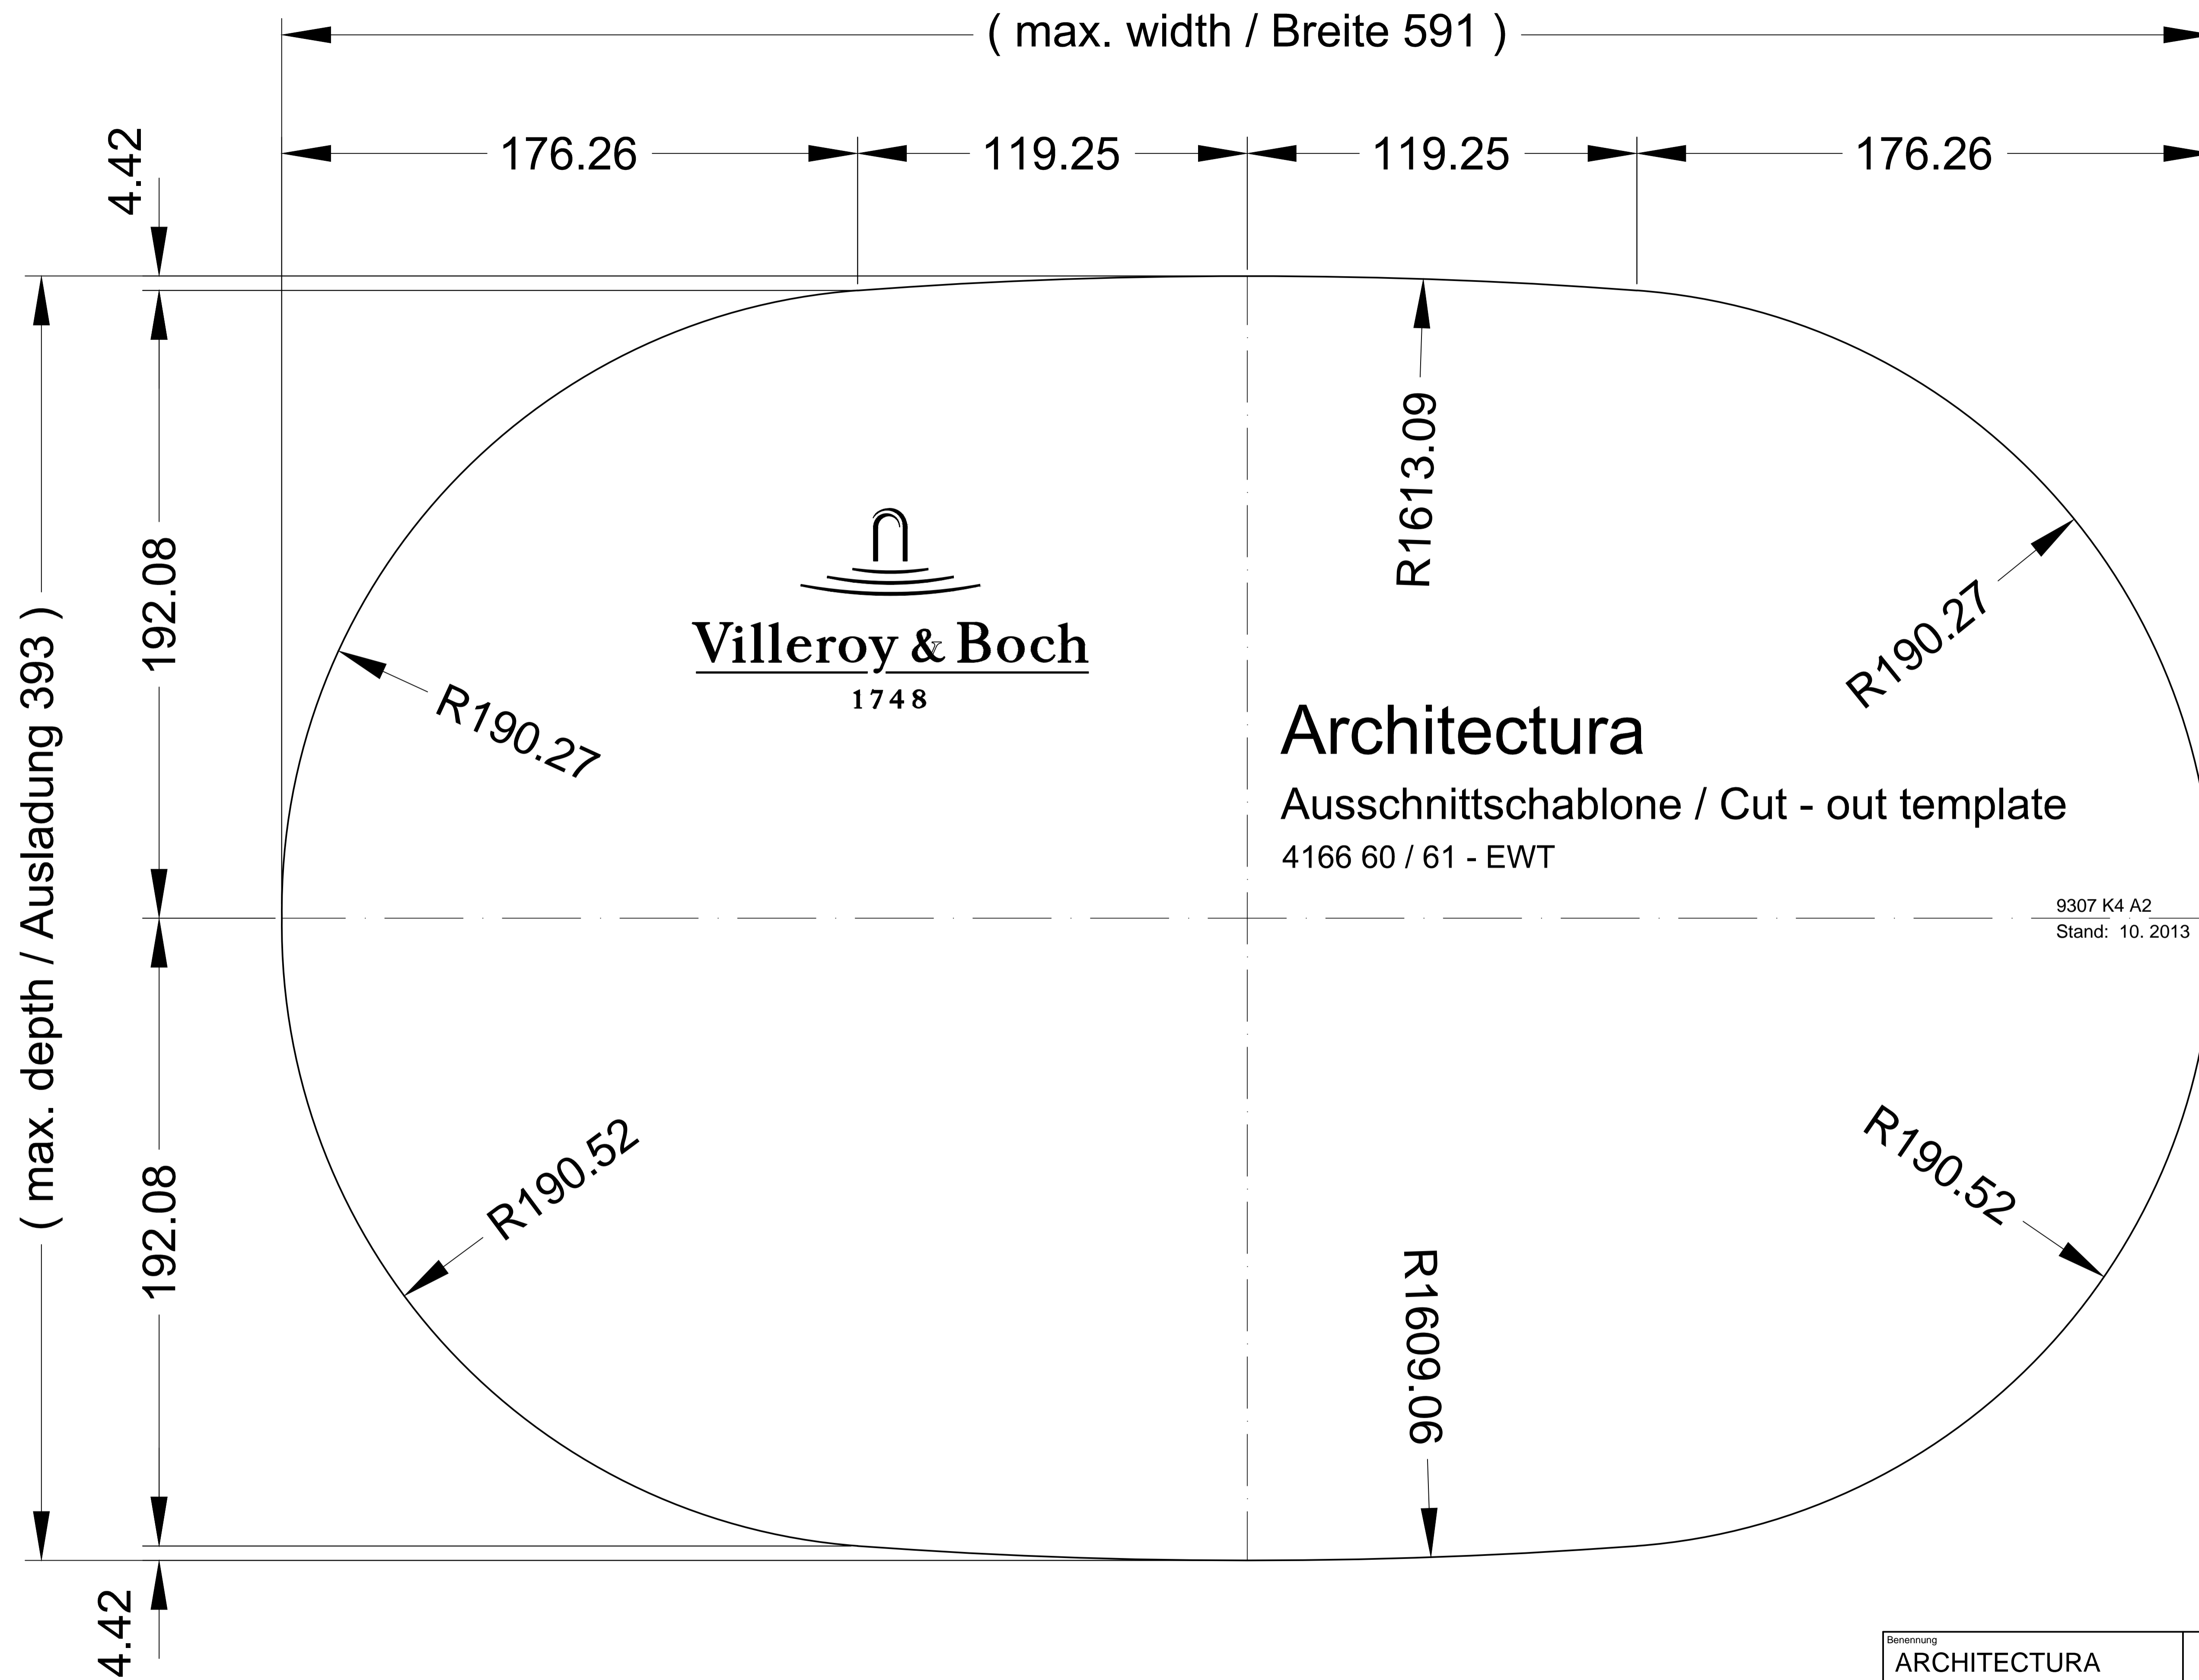 ( max. width / Breite 591 )
4.42
176.26
119.25
119.25
176.26
192.08
R1613.09
R190.27
( max. depth / Ausladung 393 )
Villeroy & Boch
1748
R190.27
Architectura
Ausschnittschablone / Cut - out template
4166 60 / 61 - EWT
9307 K4 A2
Stand: 10. 2013
R190.52
R190.52
192.08
R1609.06
4.42
Benennung
ARCHITECTURA